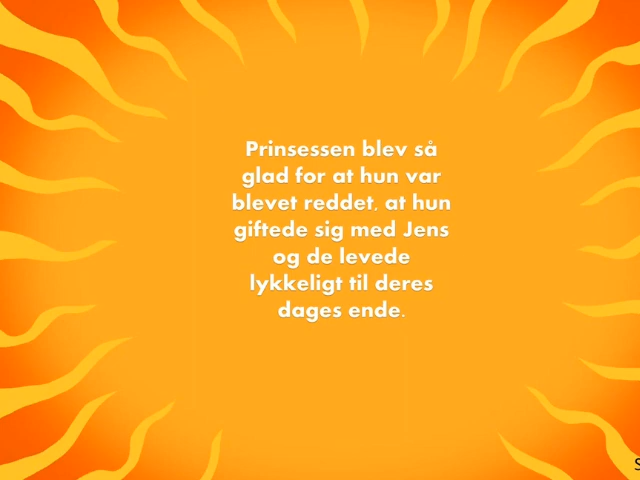 Prinsessen blev så
glad for at hun var
blevet reddet, at hun
giftede sig med Jens
og de levede
lykkeligt til deres
dages ende.